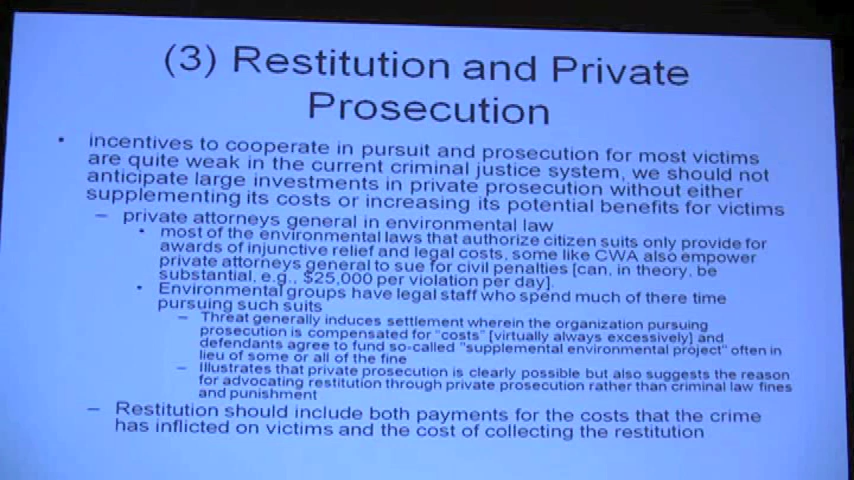 (3) Restitution and Private
Prosecution
• incentives to cooperate in pursuit and prosecution for most victims
are quite weak in the current criminal justice system, we should not
anticipate large investments in private prosecution without either
supplementing its costs or increasing its potential benefits for victims
– private attorneys general in environmental law
• most of the environmental laws that authorize citizen suits only provide for
awards of injunctive relief and legal costs, some like CWA also empower
private attorneys general to sue for civil penalties [can, in theory, be
substantial, e.g., $25,000 per violation per day].
• Environmental groups have legal staff who spend much of there time
pursuing such suits
– Threat generally induces settlement wherein the organization pursuing
prosecution is compensated for "costs" [virtually always excessively] and
defendants agree to fund so-called "supplemental environmental project" often in
lieu of some or all of the fine
– Illustrates that private prosecution is clearly possible but also suggests the reason
for advocating restitution through private prosecution rather than criminal law fines
and punishment
– Restitution should include both payments for the costs that the crime
has inflicted on victims and the cost of collecting the restitution